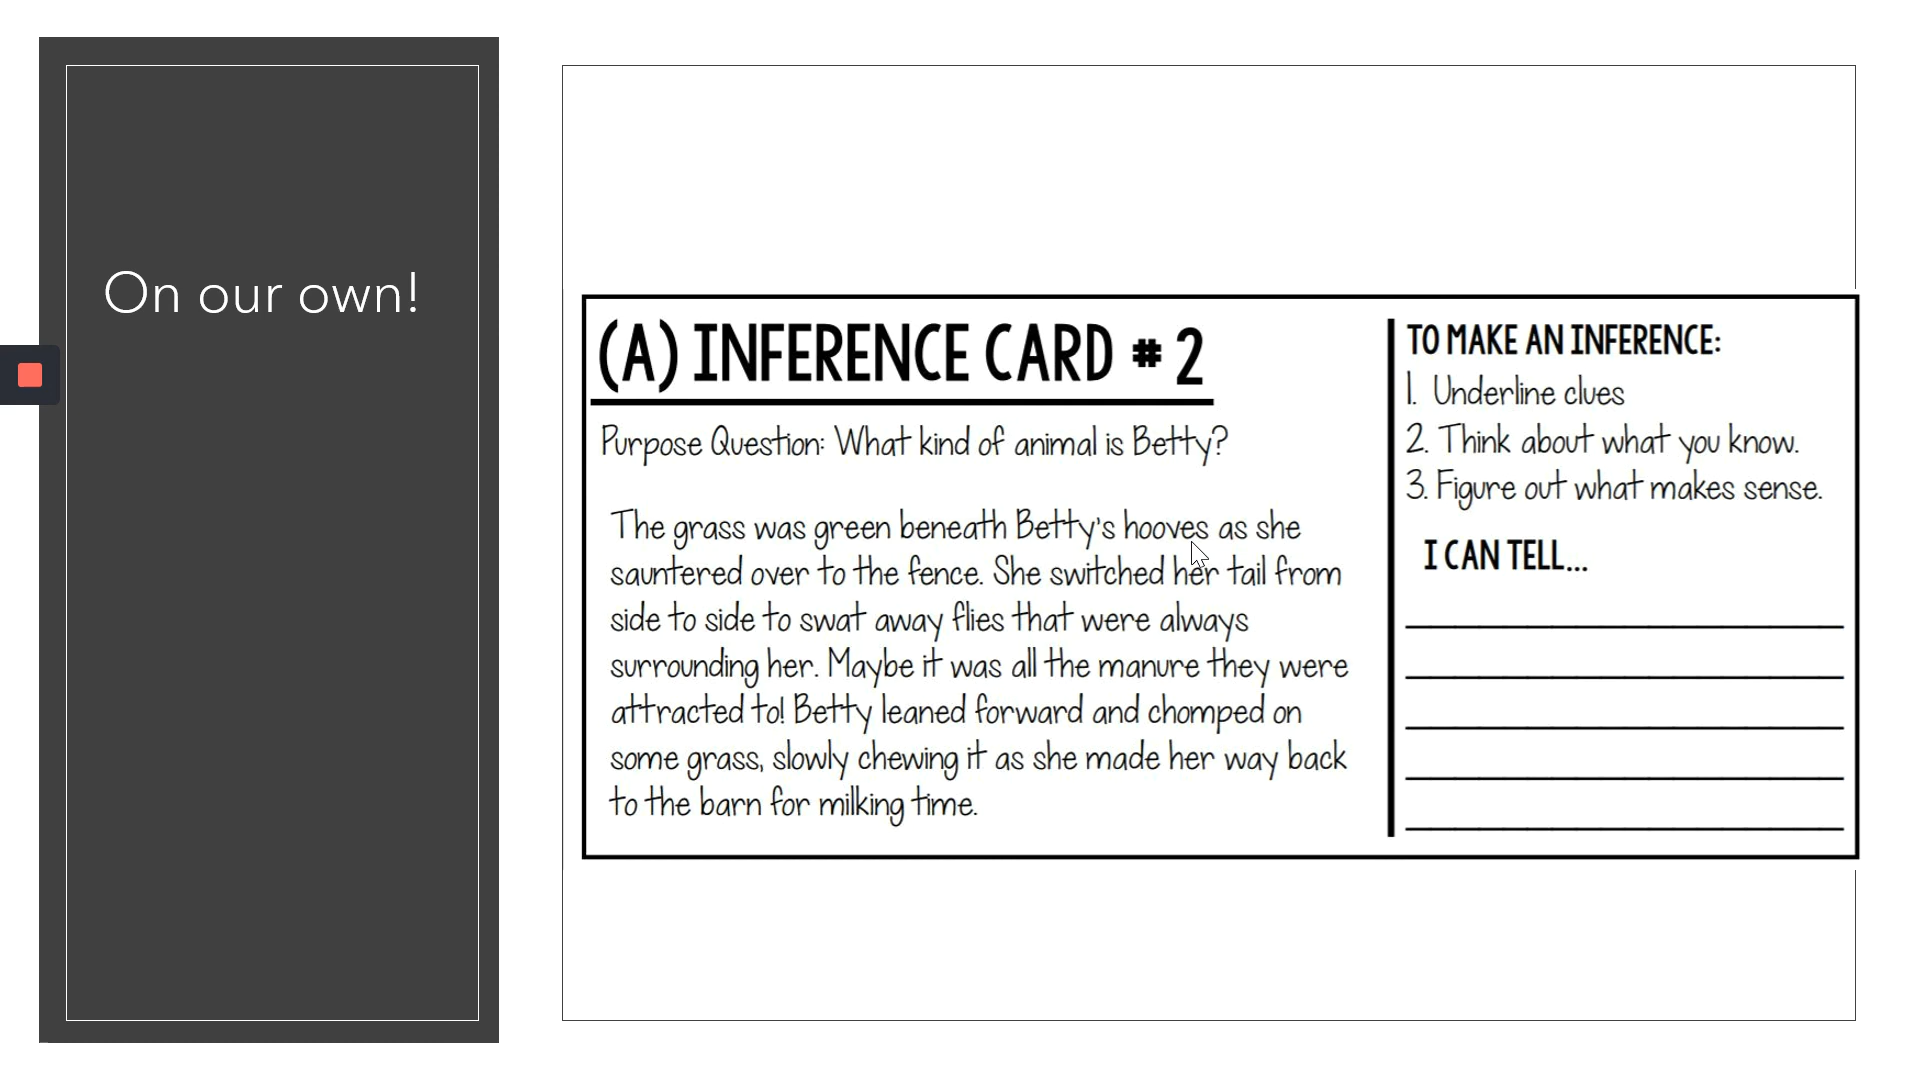 On our own!
(A) INFERENCE CARD # 2
Purpose Question: What kind of animal is Betty?
The grass was green beneath Betty's hooves as she
sauntered over to the fence. She switched her tail from
side to side to swat away flies that were always
surrounding her. Maybe it was all the manure they were
attracted to! Betty leaned forward and chomped on
some grass, slowly chewing it as she made her way back
to the barn for milking time.
TO MAKE AN INFERENCE:
1. Underline clues
2. Think about what you know.
3. Figure out what makes sense.
I CAN TELL...